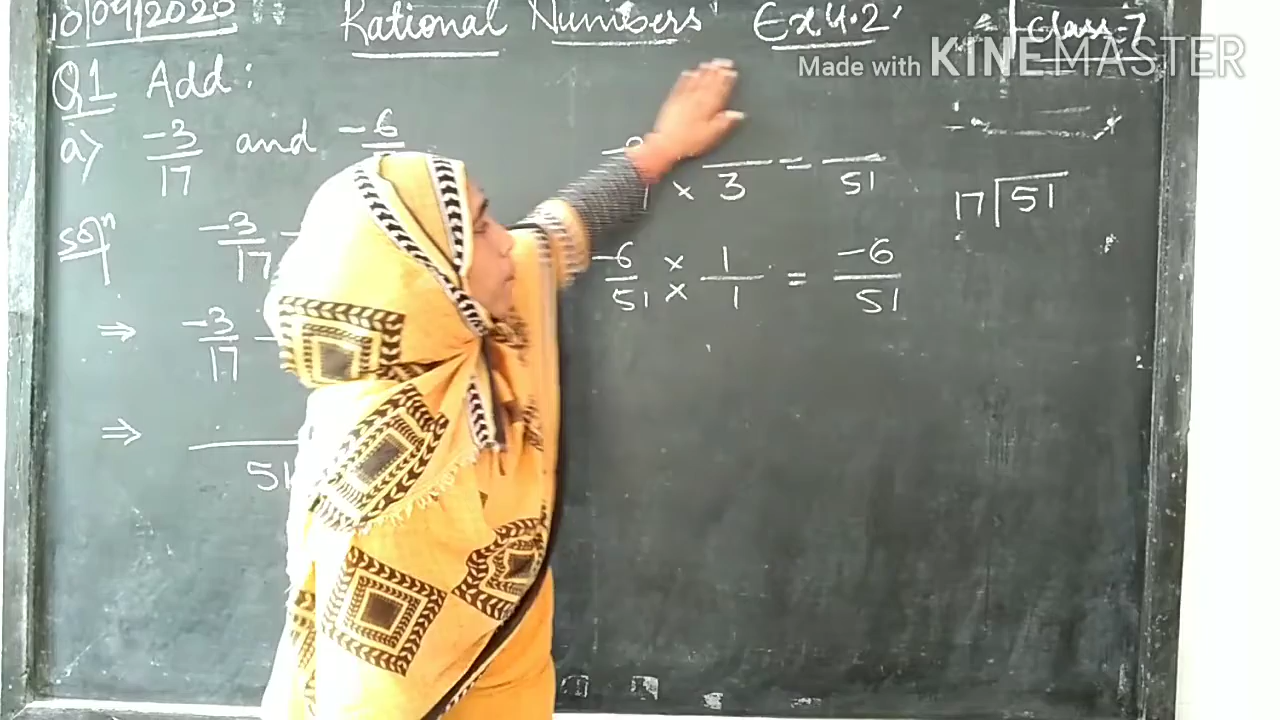 10/09/2020 Rational Numbers Ex 4.2 Class-7
Made with KINEMASTER
Q1 Add:
a) -3/17 and -6
× /3 = /51
17)51
Solⁿ -3/17
-6/51 × 1/1 = -6/51
⇒ -3/17
⇒ /51